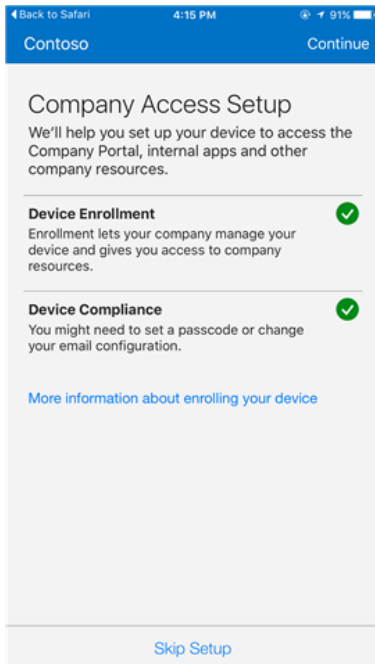 Back to Safari 4:15 PM 91%
Contoso Continue
Company Access Setup
We'll help you set up your device to access the
Company Portal, internal apps and other
company resources.
Device Enrollment
Enrollment lets your company manage your
device and gives you access to company
resources.
Device Compliance
You might need to set a passcode or change
your email configuration.
More information about enrolling your device
Skip Setup